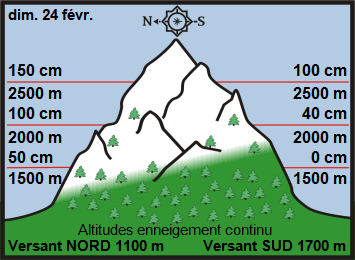 dim. 24 févr.
N S
150 cm 100 cm
2500 m 2500 m
100 cm 40 cm
2000 m 2000 m
50 cm 0 cm
1500 m 1500 m
Altitudes enneigement continu
Versant NORD 1100 m Versant SUD 1700 m